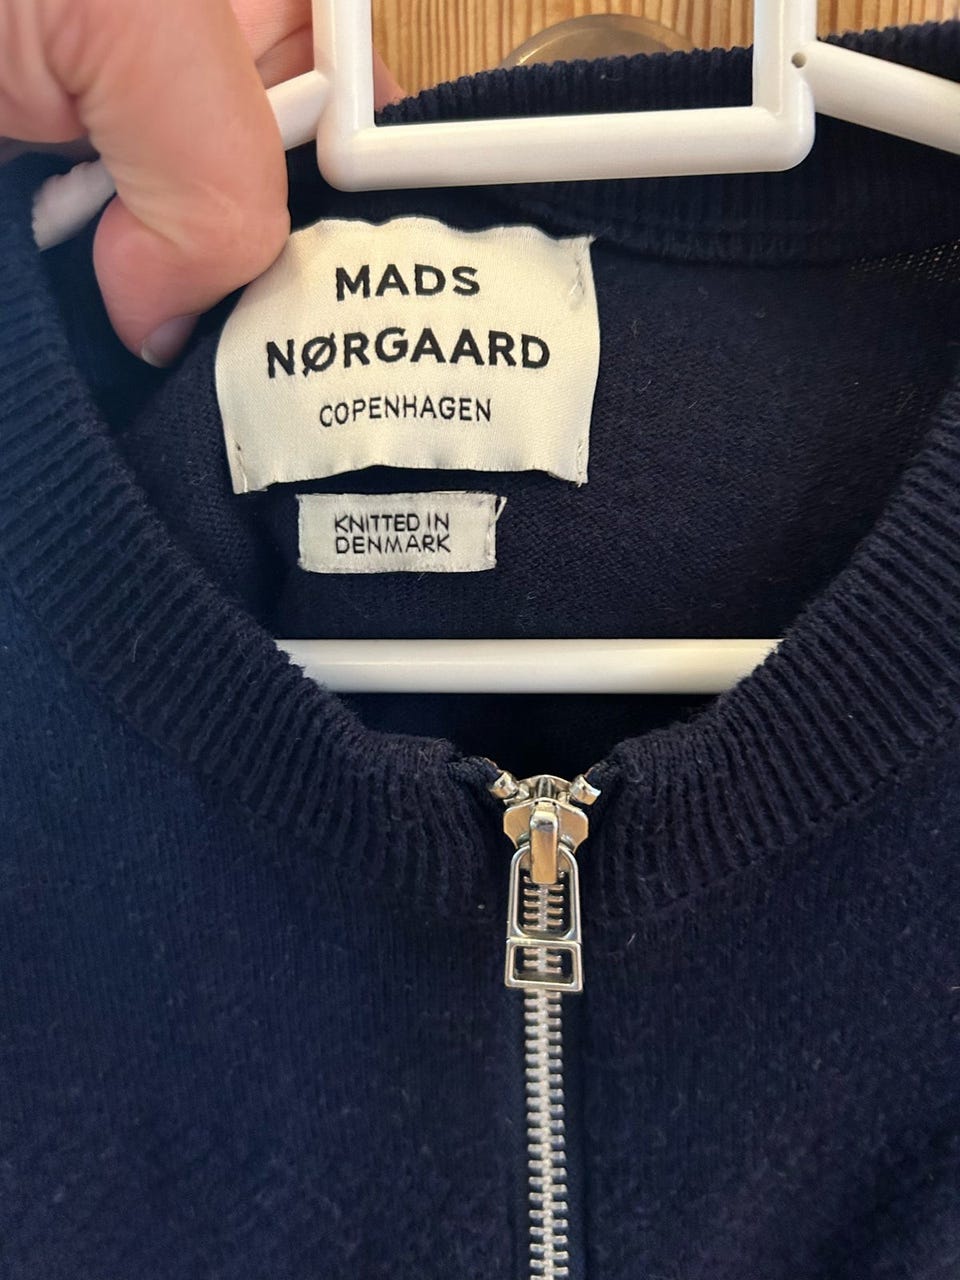 MADS
NØRGAARD
COPENHAGEN
KNITTED IN
DENMARK